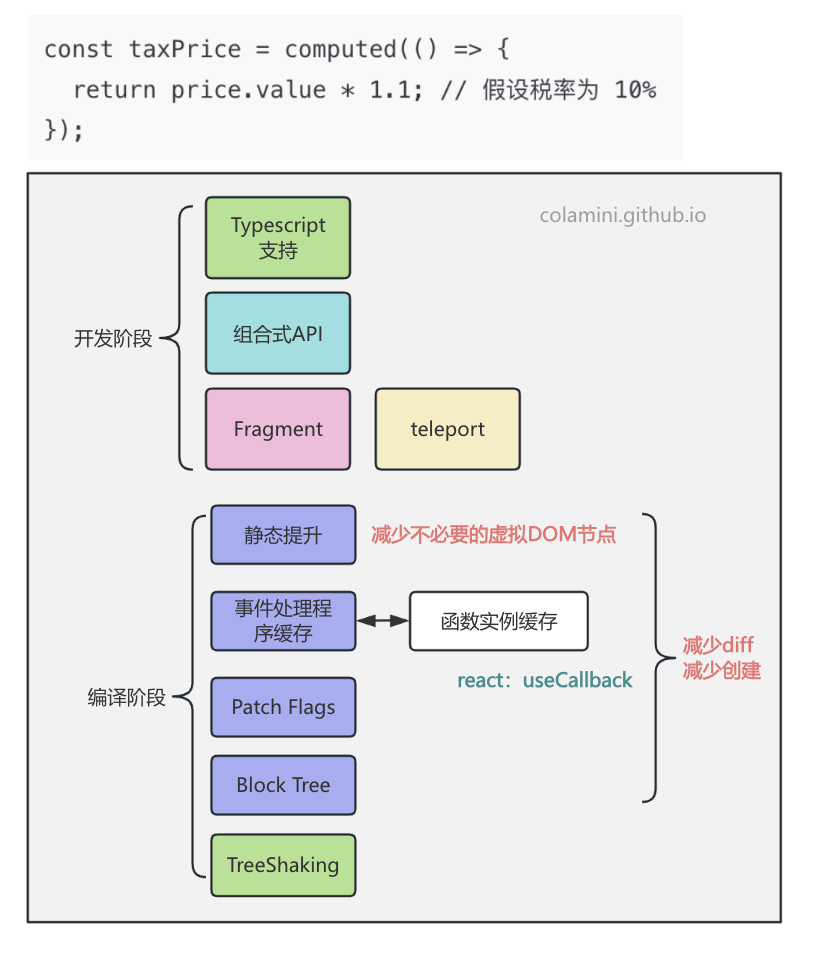 const taxPrice = computed(() => {
  return price.value * 1.1; // 假设税率为 10%
});
colamini.github.io
开发阶段
Typescript
支持
组合式API
Fragment
teleport
编译阶段
静态提升
减少不必要的虚拟DOM节点
事件处理程
序缓存
函数实例缓存
react：useCallback
减少diff
减少创建
Patch Flags
Block Tree
TreeShaking